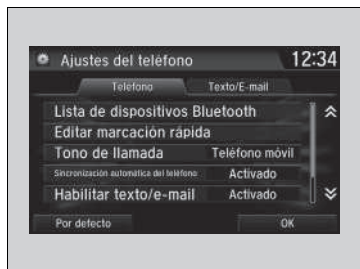 Ajustes del teléfono 12:34
Teléfono Texto/E-mail
Lista de dispositivos Bluetooth
Editar marcación rápida
Tono de llamada Teléfono móvil
Sincronización automática del teléfono Activado
Habilitar texto/e-mail Activado
Por defecto OK